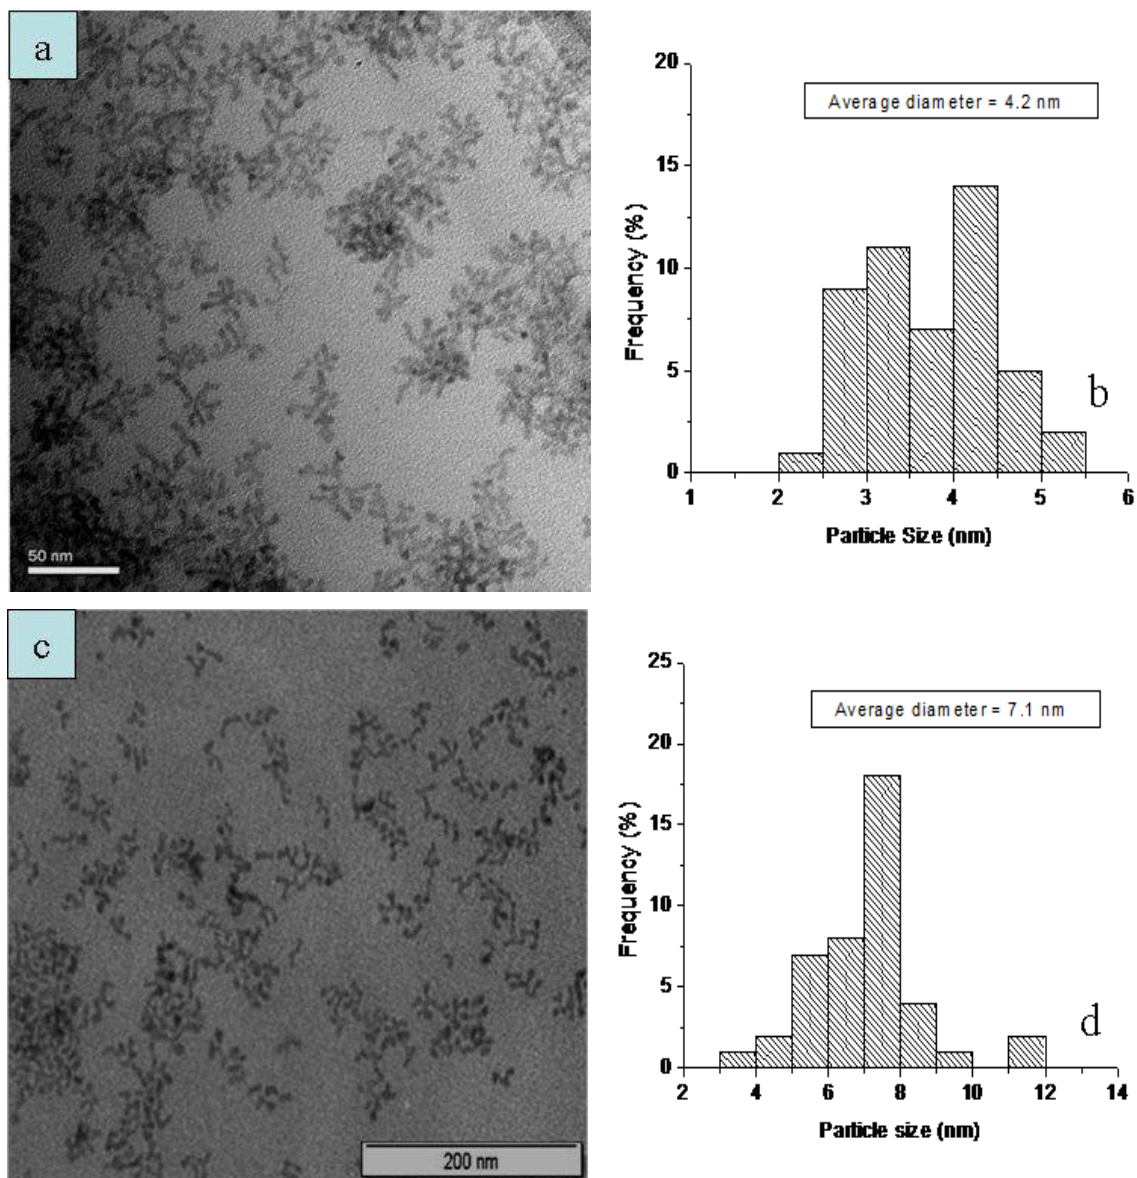 a
50 nm
20
15
10
5
0
Frequency (%)
Average diameter = 4.2 nm
b
1 2 3 4 5 6
Particle Size (nm)
c
200 nm
25
20
15
10
5
0
Frequency (%)
Average diameter = 7.1 nm
d
2 4 6 8 10 12 14
Particle size (nm)